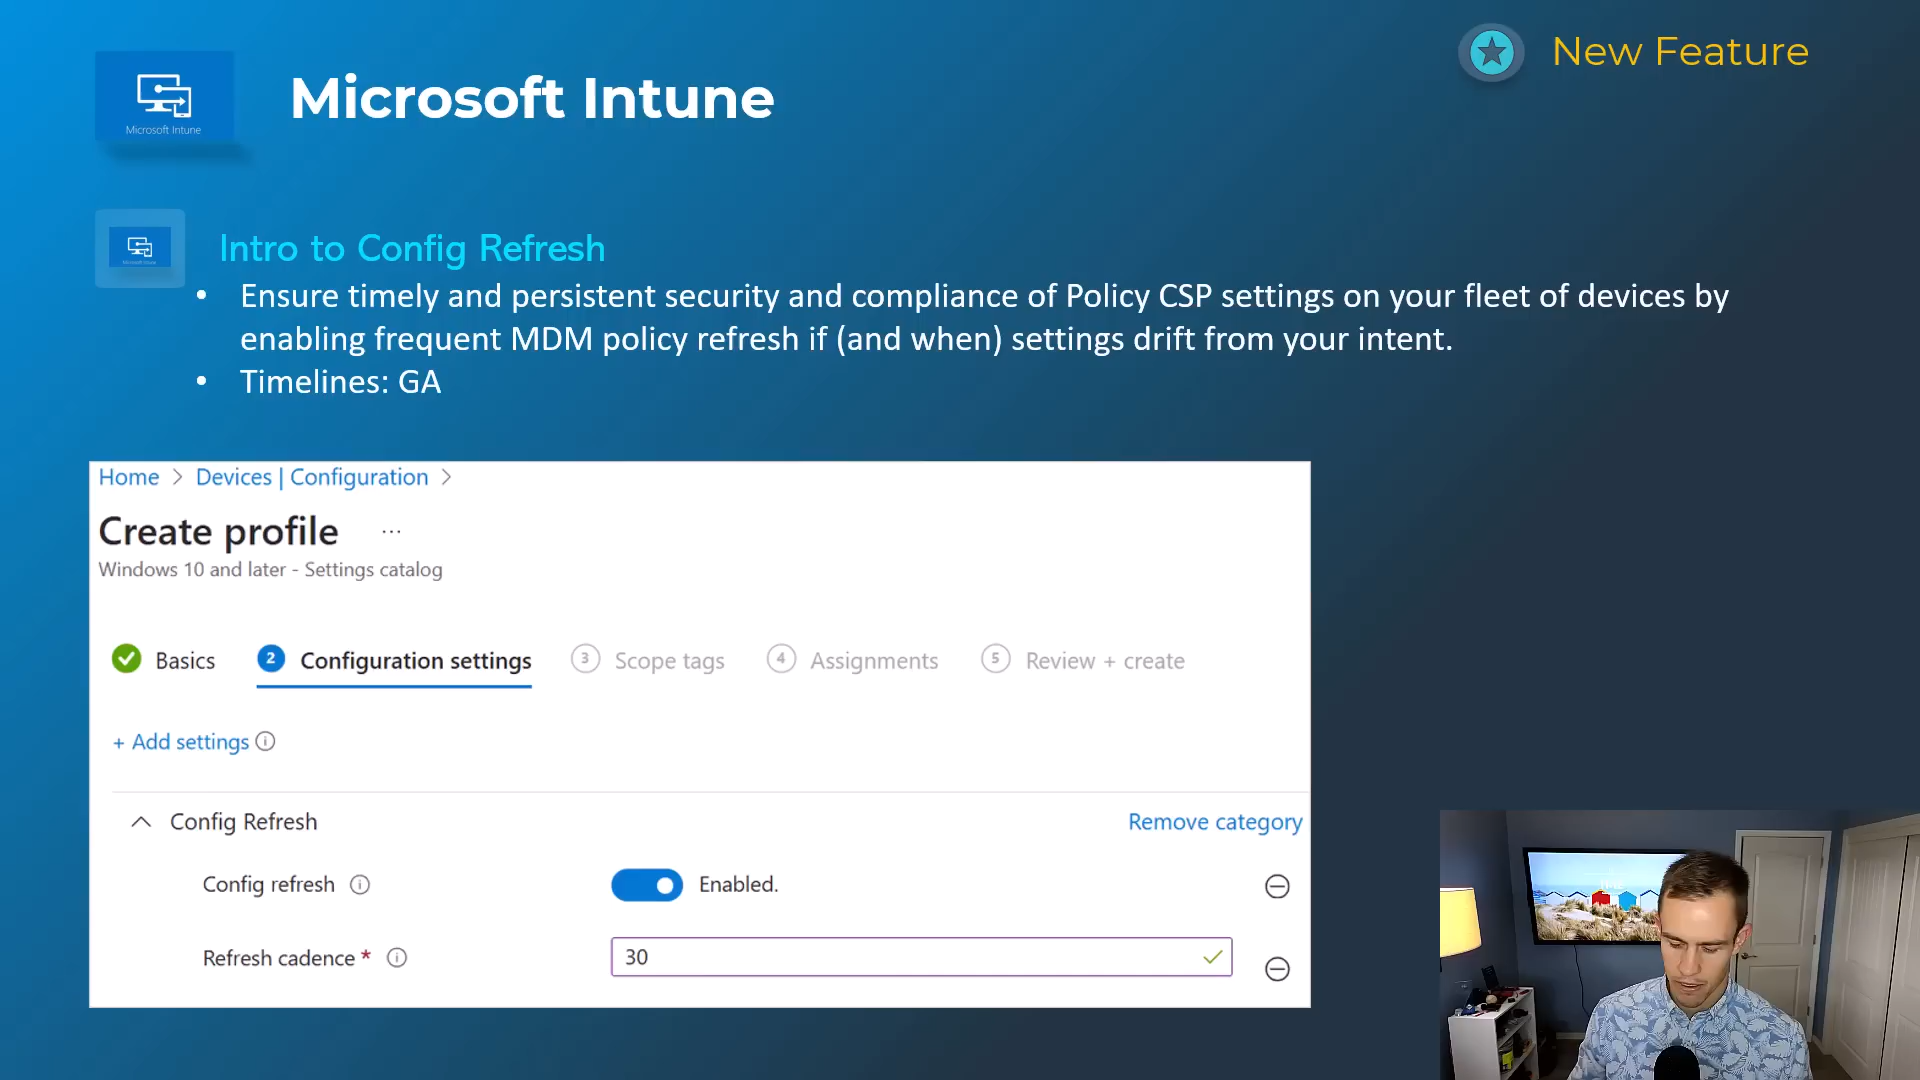 New Feature
Microsoft Intune
Microsoft Intune
Intro to Config Refresh
• Ensure timely and persistent security and compliance of Policy CSP settings on your fleet of devices by
enabling frequent MDM policy refresh if (and when) settings drift from your intent.
• Timelines: GA
Home > Devices | Configuration >
Create profile ...
Windows 10 and later - Settings catalog
Basics 2 Configuration settings 3 Scope tags 4 Assignments 5 Review + create
+ Add settings
Config Refresh Remove category
Config refresh Enabled.
Refresh cadence * 30